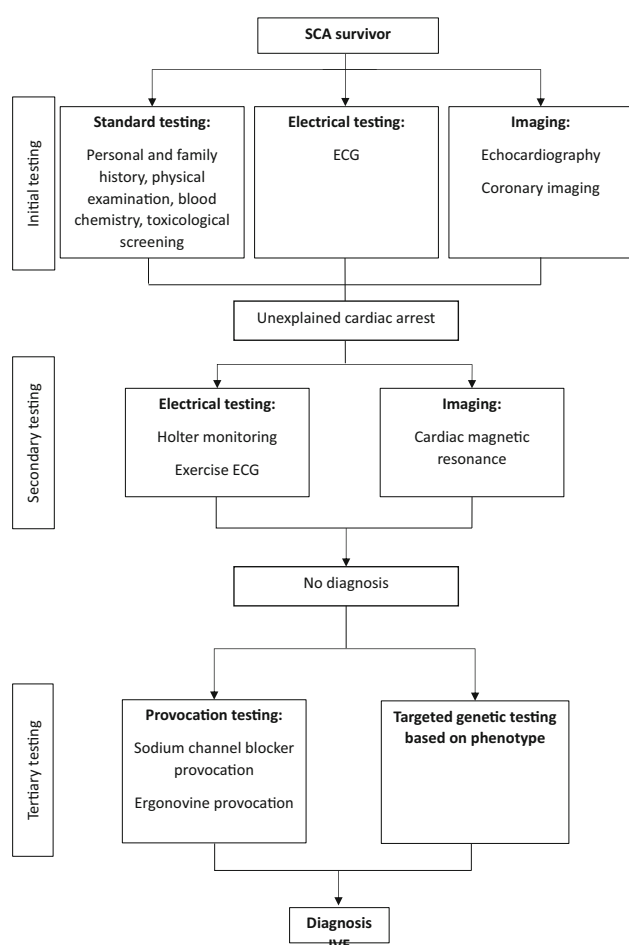 SCA survivor
Initial testing
Standard testing:
Personal and family
history, physical
examination, blood
chemistry, toxicological
screening
Electrical testing:
ECG
Imaging:
Echocardiography
Coronary imaging
Unexplained cardiac arrest
Secondary testing
Electrical testing:
Holter monitoring
Exercise ECG
Imaging:
Cardiac magnetic
resonance
No diagnosis
Tertiary testing
Provocation testing:
Sodium channel blocker
provocation
Ergonovine provocation
Targeted genetic testing
based on phenotype
Diagnosis
IVF